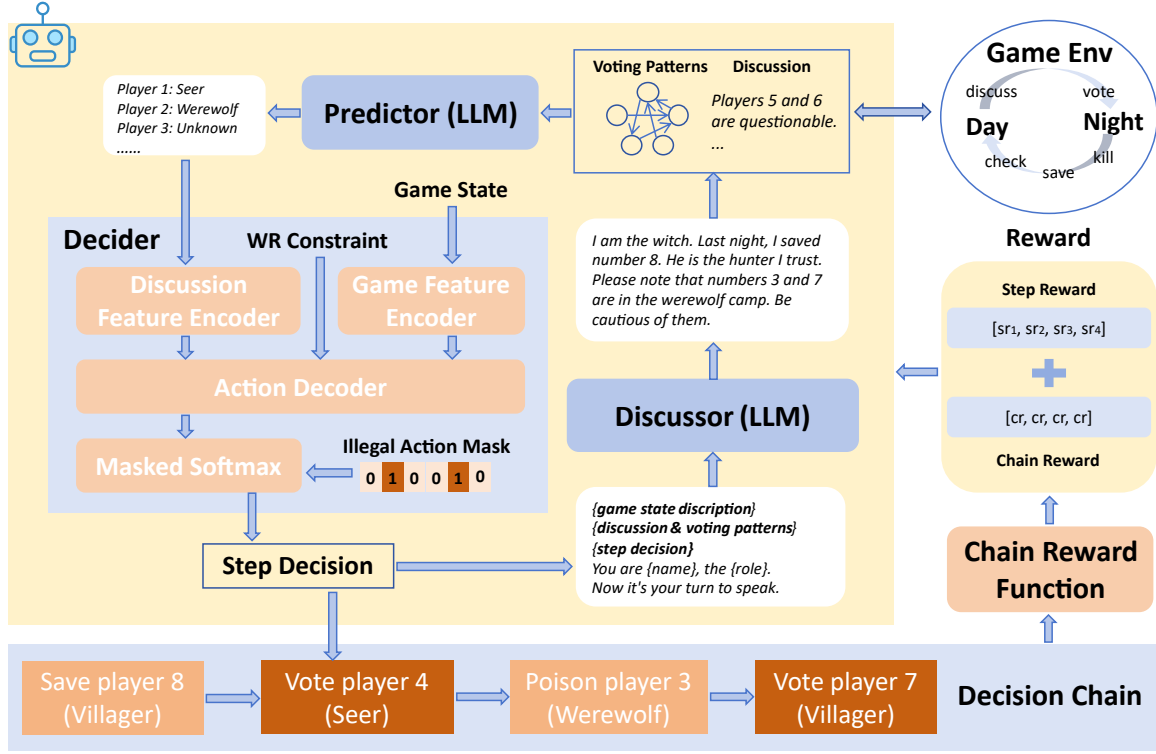 Player 1: Seer
Player 2: Werewolf
Player 3: Unknown
......
Predictor (LLM)
Voting Patterns
Discussion
Players 5 and 6
are questionable.
...
Game Env
discuss
vote
Day
Night
check
save
kill
Game State
Decider
WR Constraint
Discussion
Feature Encoder
Game Feature
Encoder
Action Decoder
Masked Softmax
Illegal Action Mask
0 1 0 0 1 0
Step Decision
I am the witch. Last night, I saved
number 8. He is the hunter I trust.
Please note that numbers 3 and 7
are in the werewolf camp. Be
cautious of them.
Discussor (LLM)
{game state discription}
{discussion & voting patterns}
{step decision}
You are {name}, the {role}.
Now it's your turn to speak.
Reward
Step Reward
[sr₁, sr₂, sr₃, sr₄]
[cr, cr, cr, cr]
Chain Reward
Chain Reward
Function
Save player 8
(Villager)
Vote player 4
(Seer)
Poison player 3
(Werewolf)
Vote player 7
(Villager)
Decision Chain